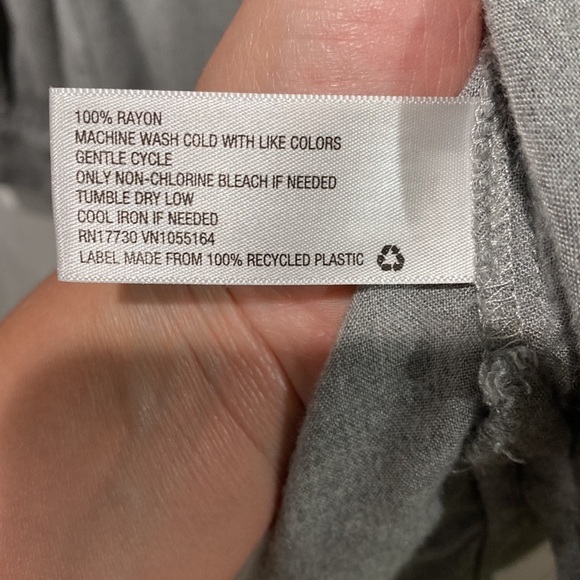 100% RAYON
MACHINE WASH COLD WITH LIKE COLORS
GENTLE CYCLE
ONLY NON-CHLORINE BLEACH IF NEEDED
TUMBLE DRY LOW
COOL IRON IF NEEDED
RN17730 VN1055164
LABEL MADE FROM 100% RECYCLED PLASTIC